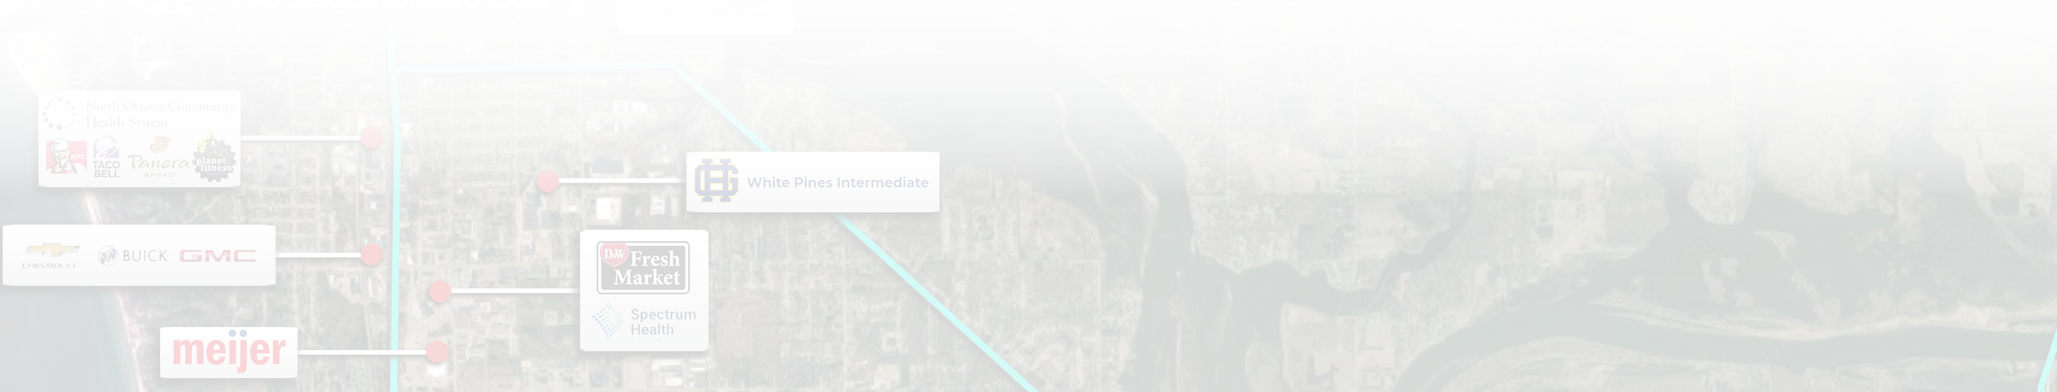 North Ottawa Community
Health System
KFC
TACO
BELL
Panera
BREAD
planet
fitness
White Pines Intermediate
CHEVROLET
BUICK
GMC
D&W
Fresh
Market
Spectrum
Health
meijer